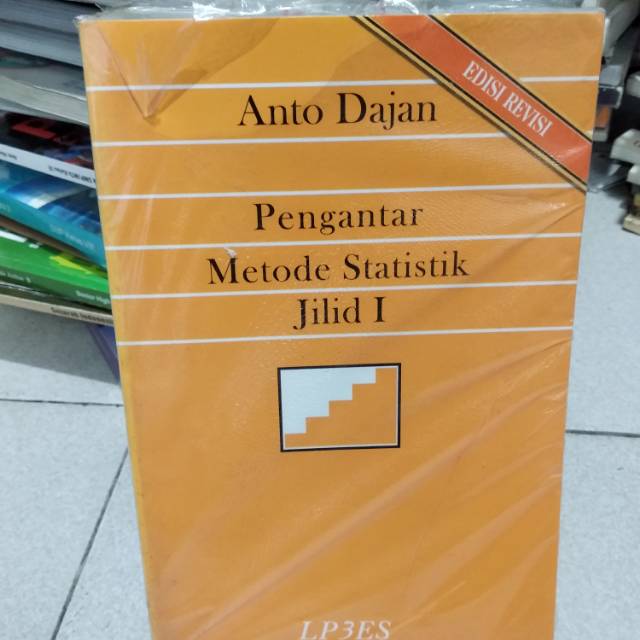 Anto Dajan
EDISI REVISI
Pengantar
Metode Statistik
Jilid I
LP3ES